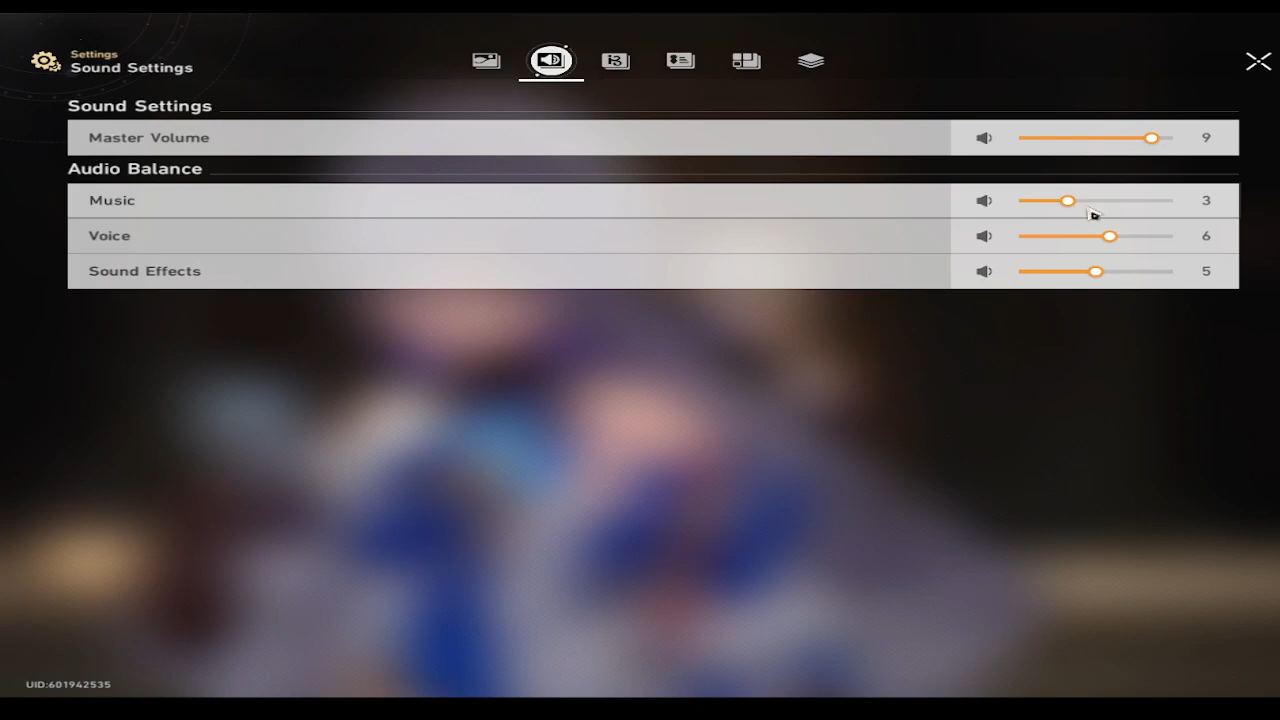 Settings
Sound Settings
Sound Settings
Master Volume 9
Audio Balance
Music 3
Voice 6
Sound Effects 5
UID:601942535